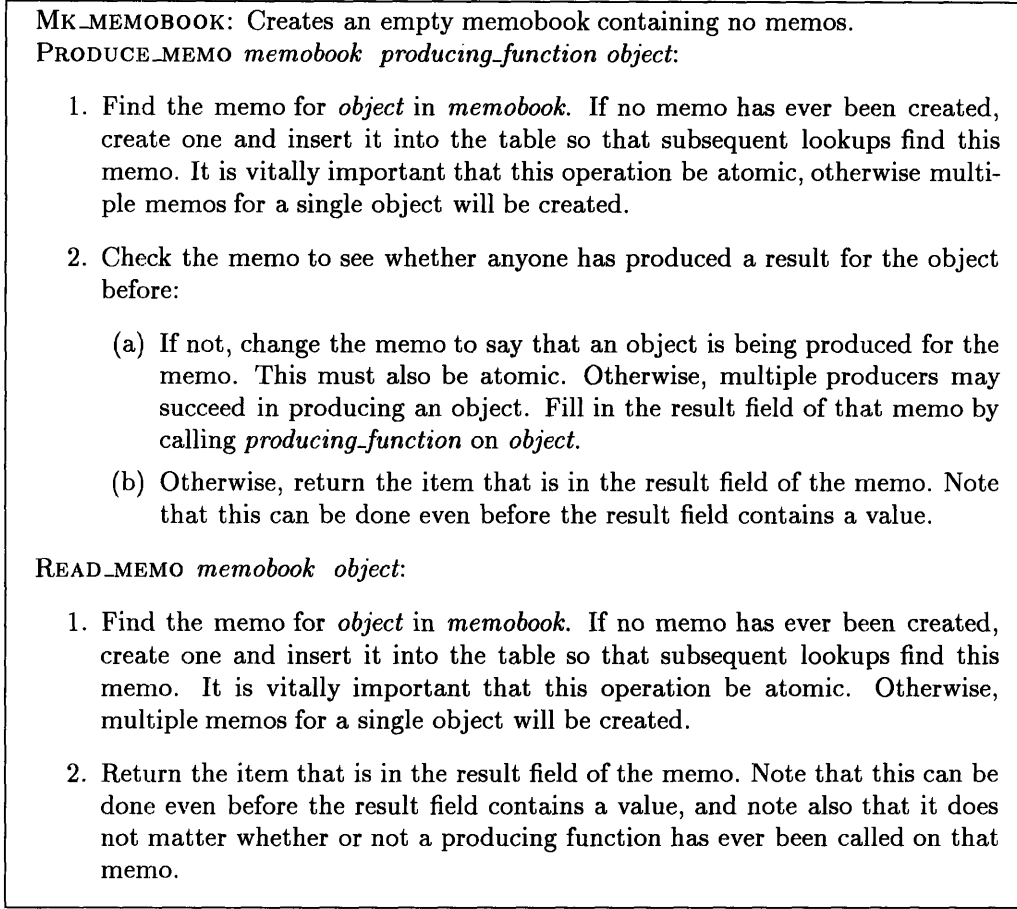 MK_MEMOBOOK: Creates an empty memobook containing no memos.
PRODUCE_MEMO memobook producing_function object:
1. Find the memo for object in memobook. If no memo has ever been created,
create one and insert it into the table so that subsequent lookups find this
memo. It is vitally important that this operation be atomic, otherwise multi-
ple memos for a single object will be created.
2. Check the memo to see whether anyone has produced a result for the object
before:
(a) If not, change the memo to say that an object is being produced for the
memo. This must also be atomic. Otherwise, multiple producers may
succeed in producing an object. Fill in the result field of that memo by
calling producing_function on object.
(b) Otherwise, return the item that is in the result field of the memo. Note
that this can be done even before the result field contains a value.
READ_MEMO memobook object:
1. Find the memo for object in memobook. If no memo has ever been created,
create one and insert it into the table so that subsequent lookups find this
memo. It is vitally important that this operation be atomic. Otherwise,
multiple memos for a single object will be created.
2. Return the item that is in the result field of the memo. Note that this can be
done even before the result field contains a value, and note also that it does
not matter whether or not a producing function has ever been called on that
memo.